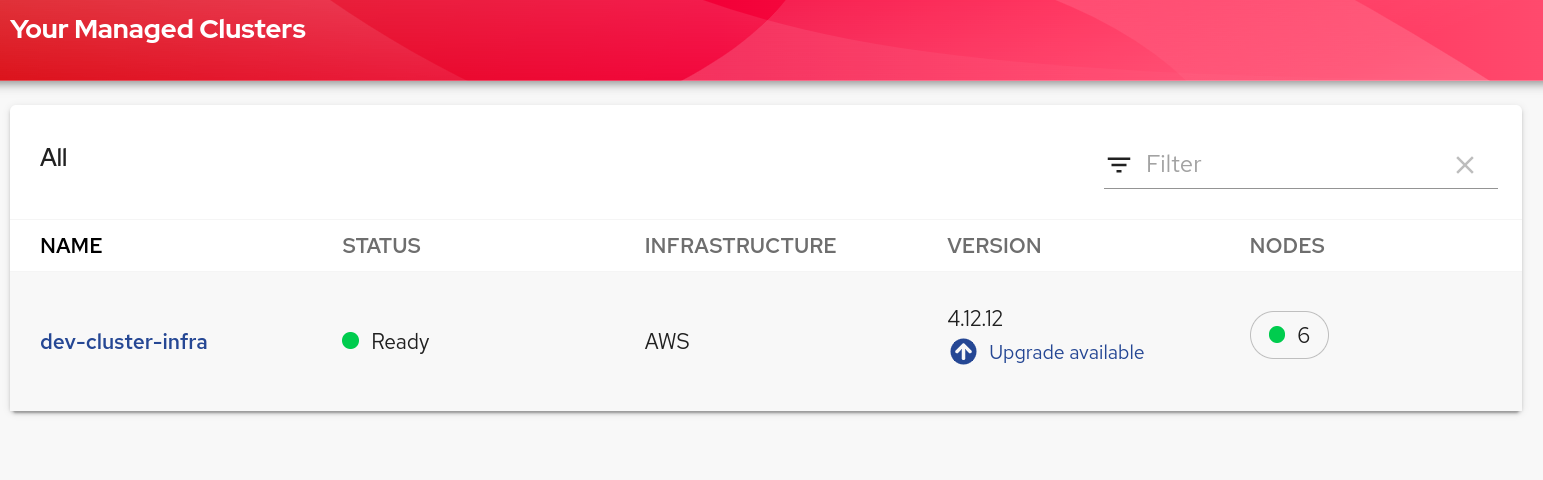 Your Managed Clusters
All
Filter
NAME STATUS INFRASTRUCTURE VERSION NODES
dev-cluster-infra Ready AWS 4.12.12 6
Upgrade available